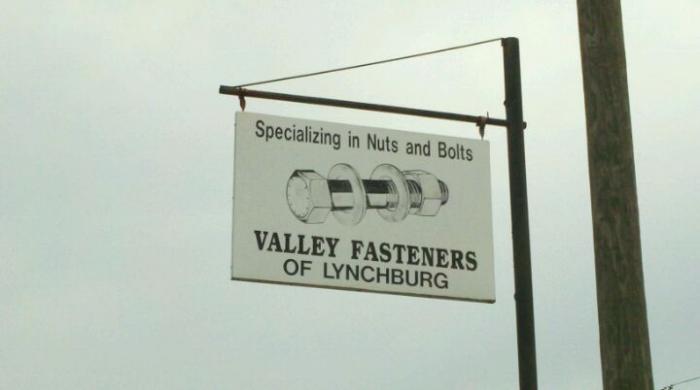 Specializing in Nuts and Bolts
VALLEY FASTENERS
OF LYNCHBURG